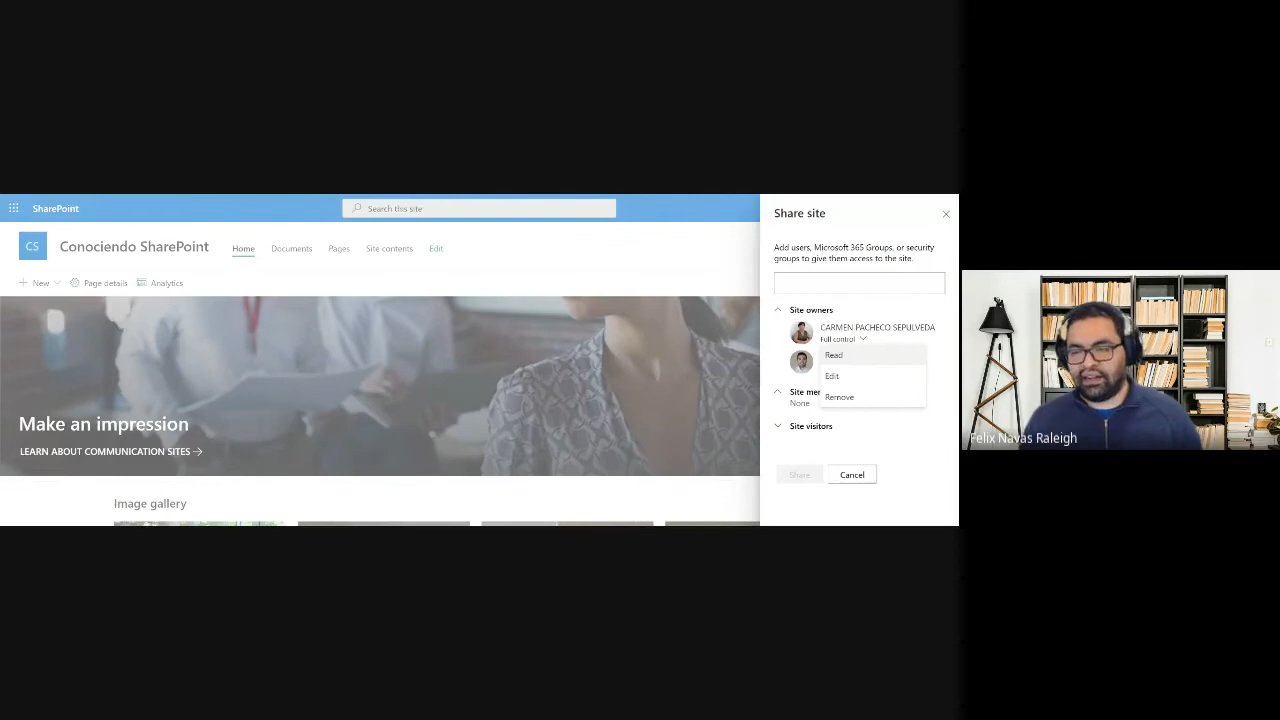 SharePoint
Search this site
Share site
CS
Conociendo SharePoint
Home
Documents
Pages
Site contents
Edit
New
Page details
Analytics
Add users, Microsoft 365 Groups, or security
groups to give them access to the site.
Site owners
CARMEN PACHECO SEPULVEDA
Full control
Read
Edit
Remove
Site mer
None
Site visitors
Share
Cancel
Make an impression
LEARN ABOUT COMMUNICATION SITES
Image gallery
Felix Navas Raleigh